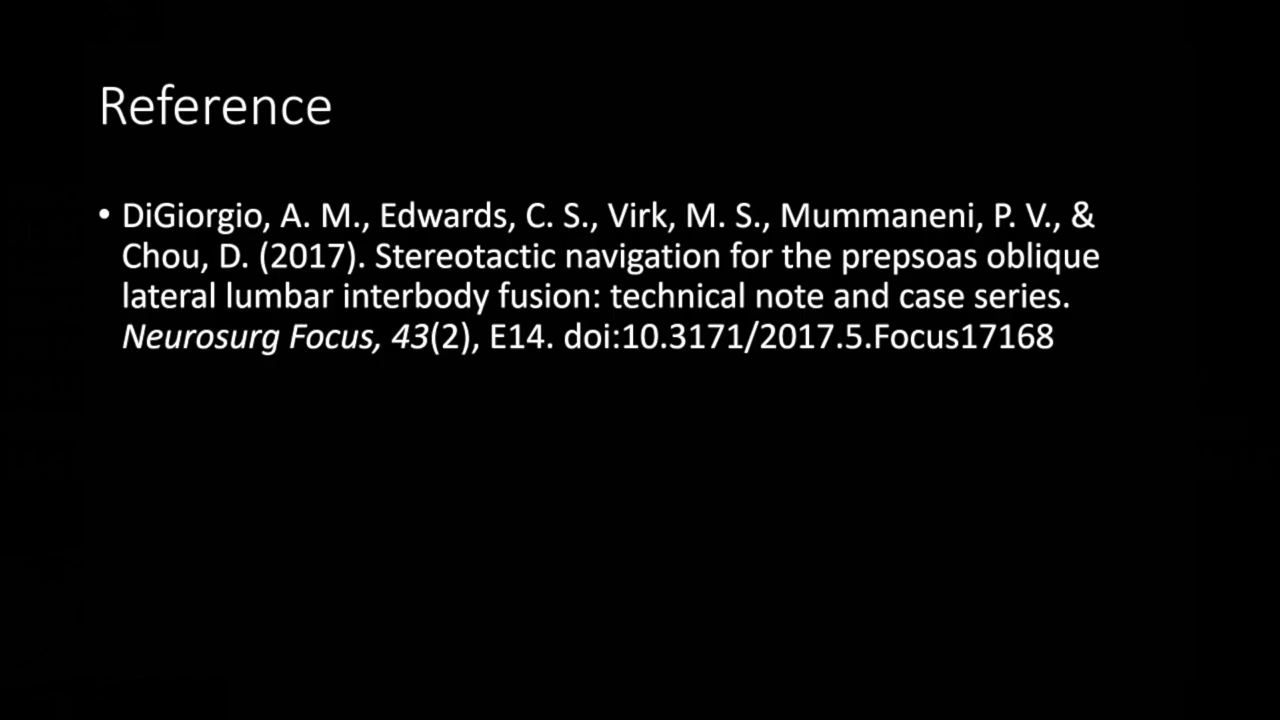 Reference
• DiGiorgio, A. M., Edwards, C. S., Virk, M. S., Mummaneni, P. V., &
Chou, D. (2017). Stereotactic navigation for the prepsoas oblique
lateral lumbar interbody fusion: technical note and case series.
Neurosurg Focus, 43(2), E14. doi:10.3171/2017.5.Focus17168